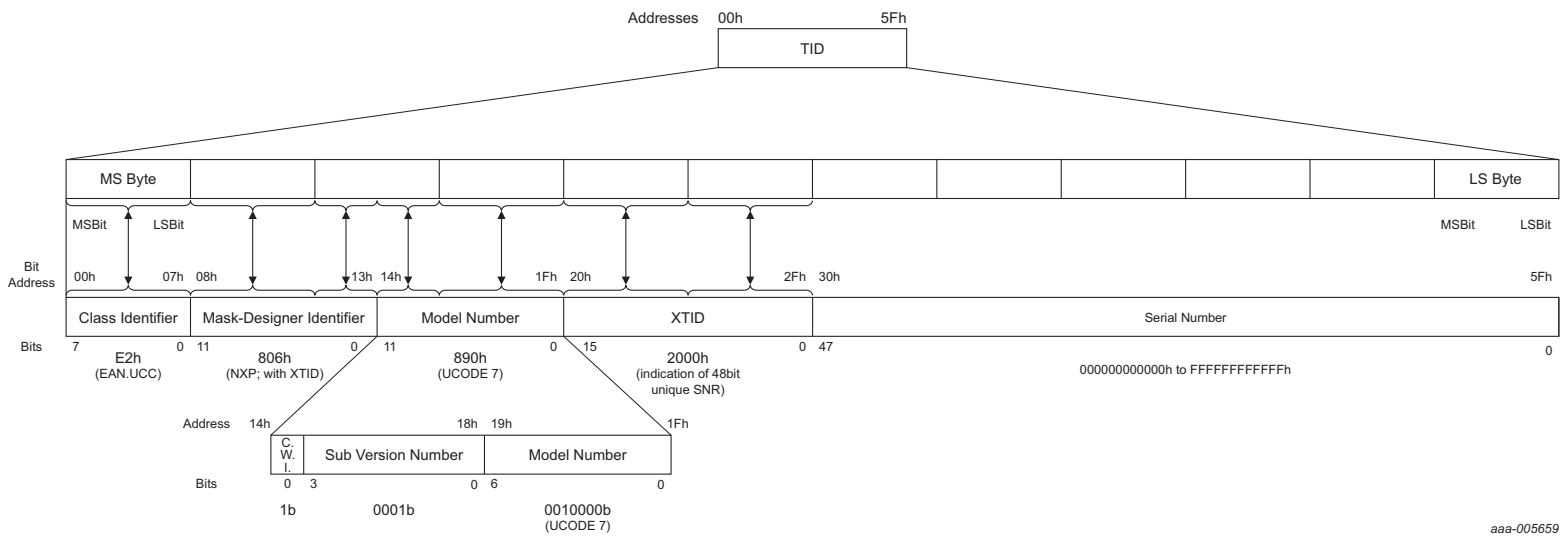 Addresses 00h 5Fh
TID
MS Byte LS Byte
MSBit LSBit MSBit LSBit
Bit
Address
00h 07h 08h 13h 14h 1Fh 20h 2Fh 30h 5Fh
Class Identifier Mask-Designer Identifier Model Number XTID Serial Number
Bits 7 0 11 0 11 0 15 0 47 0
E2h 806h 890h 2000h
(EAN.UCC) (NXP; with XTID) (UCODE 7) (indication of 48bit
unique SNR)
000000000000h to FFFFFFFFFFFFh
Address 14h 18h 19h 1Fh
C.
W.
I.
Sub Version Number Model Number
Bits 0 3 0 6 0
1b 0001b 0010000b
(UCODE 7)
aaa-005659